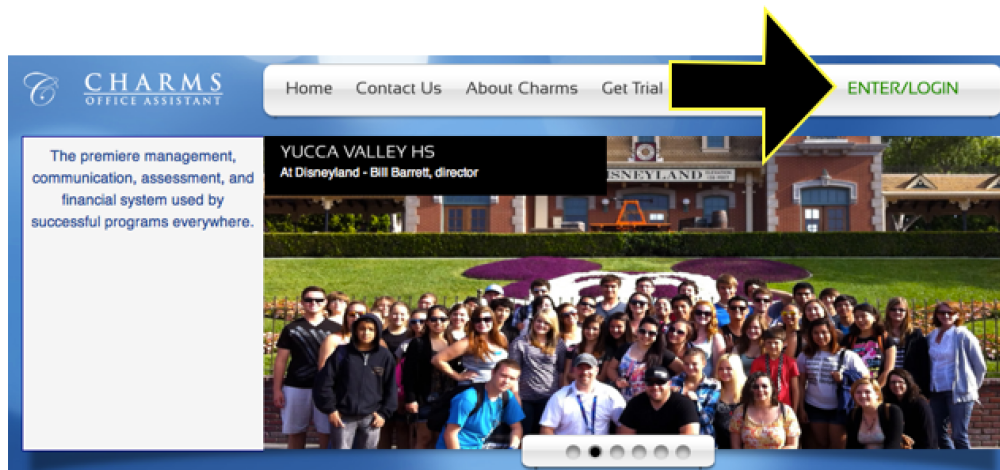 CHARMS
OFFICE ASSISTANT
Home Contact Us About Charms Get Trial ENTER/LOGIN
The premiere management,
communication, assessment, and
financial system used by
successful programs everywhere.
YUCCA VALLEY HS
At Disneyland - Bill Barrett, director
ISNEYLAND